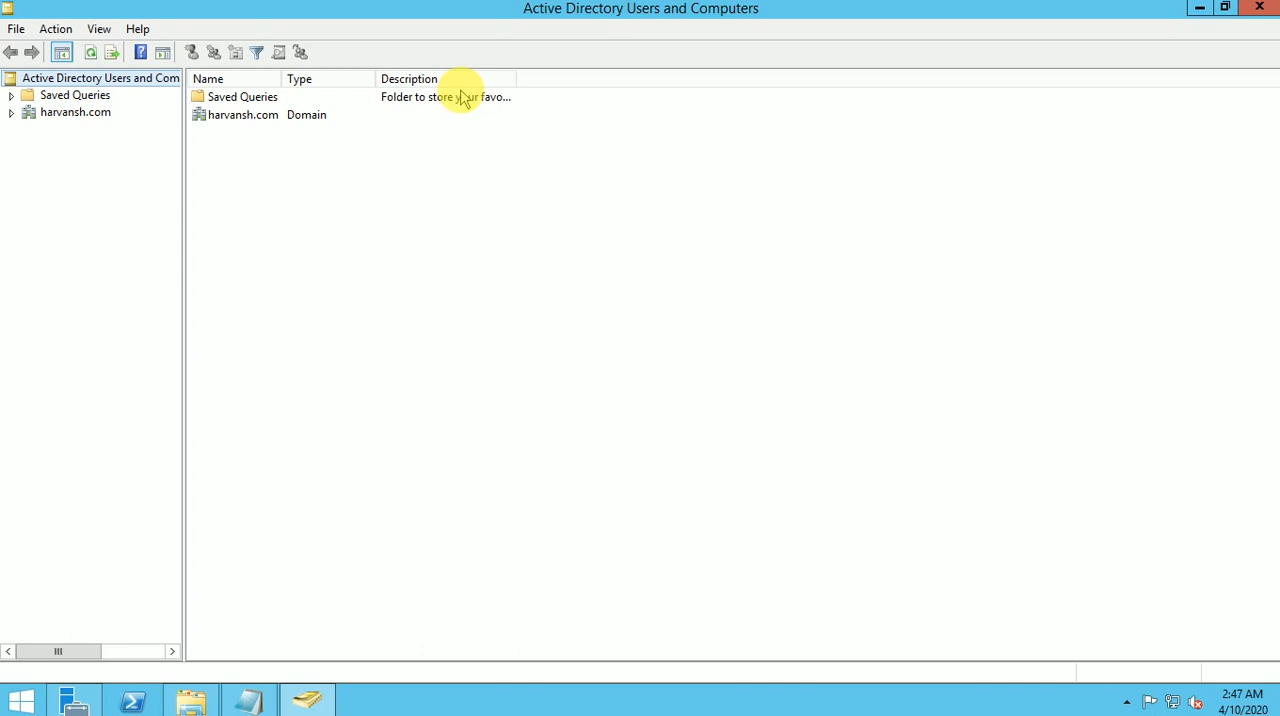 Active Directory Users and Computers
File Action View Help
Active Directory Users and Com
Saved Queries
harvansh.com
Name Type Description
Saved Queries Folder to store your favo...
harvansh.com Domain
2:47 AM
4/10/2020